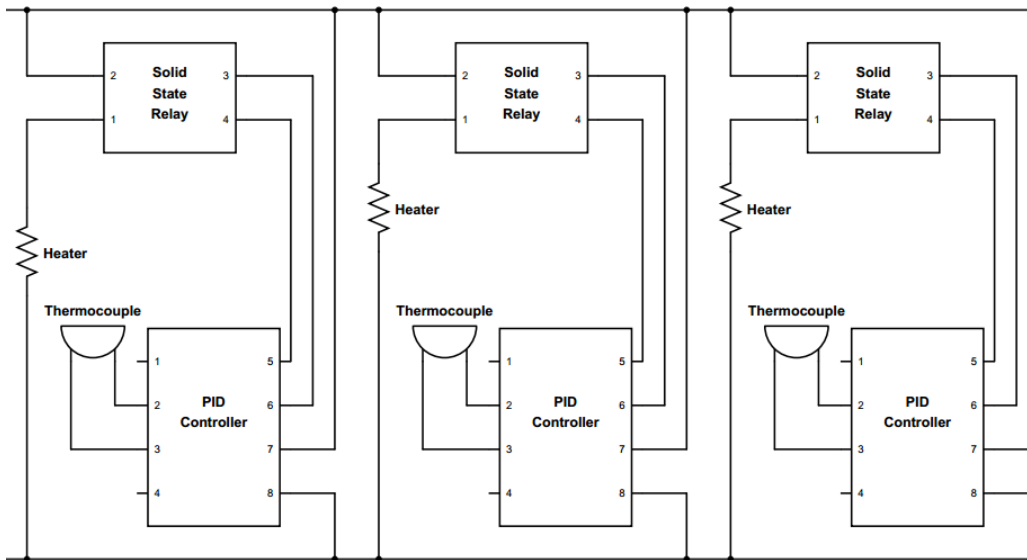 2 Solid 3
State
1 Relay 4
Heater
Thermocouple
1 5
2 PID 6
Controller
3 7
4 8
2 Solid 3
State
1 Relay 4
Heater
Thermocouple
1 5
2 PID 6
Controller
3 7
4 8
2 Solid 3
State
1 Relay 4
Heater
Thermocouple
1 5
2 PID 6
Controller
3 7
4 8